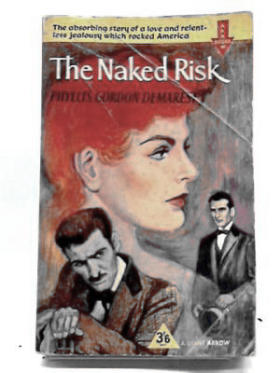 The absorbing story of a love and relent-
less jealousy which rocked America
The Naked Risk
PHYLLIS GORDON DEMAREST
3'6
A GIANT ARROW